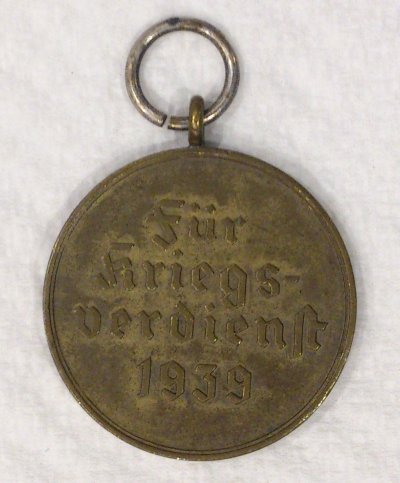 Für
Kriegs-
verdienst
1939